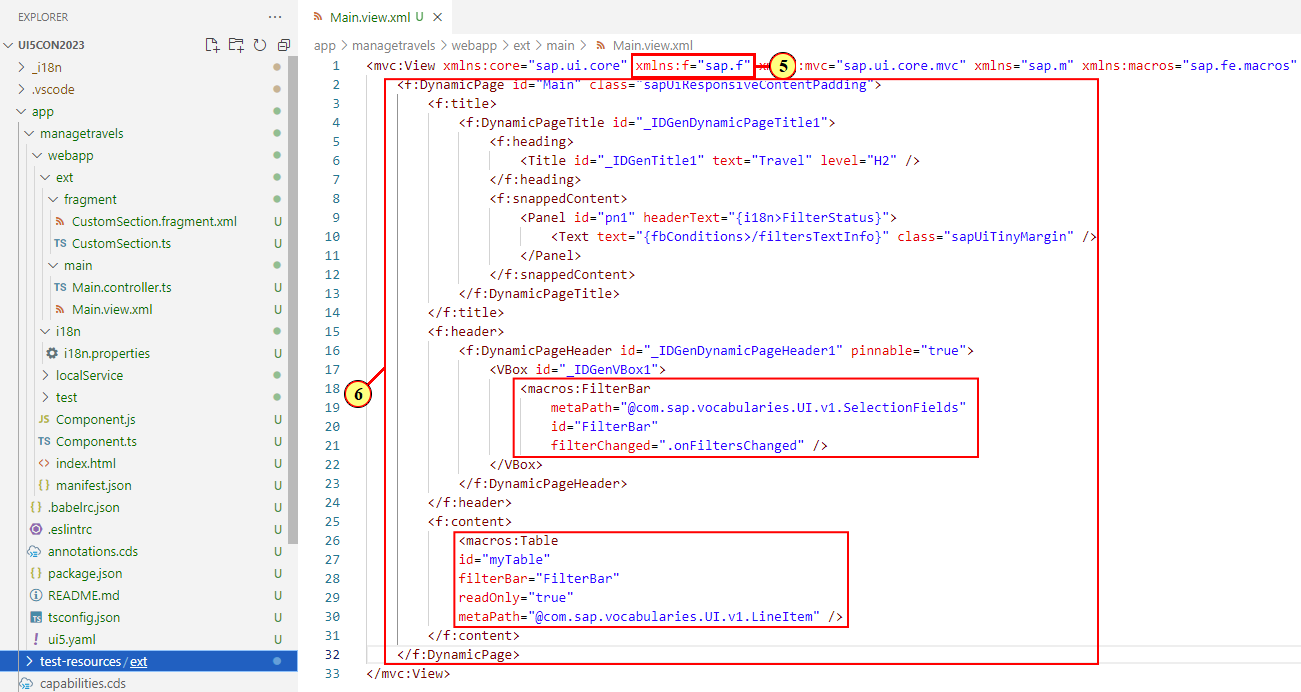 EXPLORER
UI5CON2023
_i18n
.vscode
app
managetravels
webapp
ext
fragment
CustomSection.fragment.xml U
TS CustomSection.ts U
main
TS Main.controller.ts U
Main.view.xml U
i18n
i18n.properties U
localService
test
JS Component.js U
TS Component.ts U
<> index.html U
{} manifest.json U
{} .babelrc.json U
.eslintrc U
annotations.cds U
{} package.json U
README.md U
TS tsconfig.json U
! ui5.yaml U
test-resources / ext
capabilities.cds
Main.view.xml U
app > managetravels > webapp > ext > main > Main.view.xml
1 <mvc:View xmlns:core="sap.ui.core" xmlns:f="sap.f" :mvc="sap.ui.core.mvc" xmlns="sap.m" xmlns:macros="sap.fe.macros"
5
2 <f:DynamicPage id="Main" class="sapUiResponsiveContentPadding">
3 <f:title>
4 <f:DynamicPageTitle id="_IDGenDynamicPageTitle1">
5 <f:heading>
6 <Title id="_IDGenTitle1" text="Travel" level="H2" />
7 </f:heading>
8 <f:snappedContent>
9 <Panel id="pn1" headerText="{i18n>FilterStatus}">
10 <Text text="{fbConditions>/filtersTextInfo}" class="sapUiTinyMargin" />
11 </Panel>
12 </f:snappedContent>
13 </f:DynamicPageTitle>
14 </f:title>
15 <f:header>
16 <f:DynamicPageHeader id="_IDGenDynamicPageHeader1" pinnable="true">
17 <VBox id="_IDGenVBox1">
18 <macros:FilterBar
6
19 metaPath="@com.sap.vocabularies.UI.v1.SelectionFields"
20 id="FilterBar"
21 filterChanged=".onFiltersChanged" />
22 </VBox>
23 </f:DynamicPageHeader>
24 </f:header>
25 <f:content>
26 <macros:Table
27 id="myTable"
28 filterBar="FilterBar"
29 readOnly="true"
30 metaPath="@com.sap.vocabularies.UI.v1.LineItem" />
31 </f:content>
32 </f:DynamicPage>
33 </mvc:View>